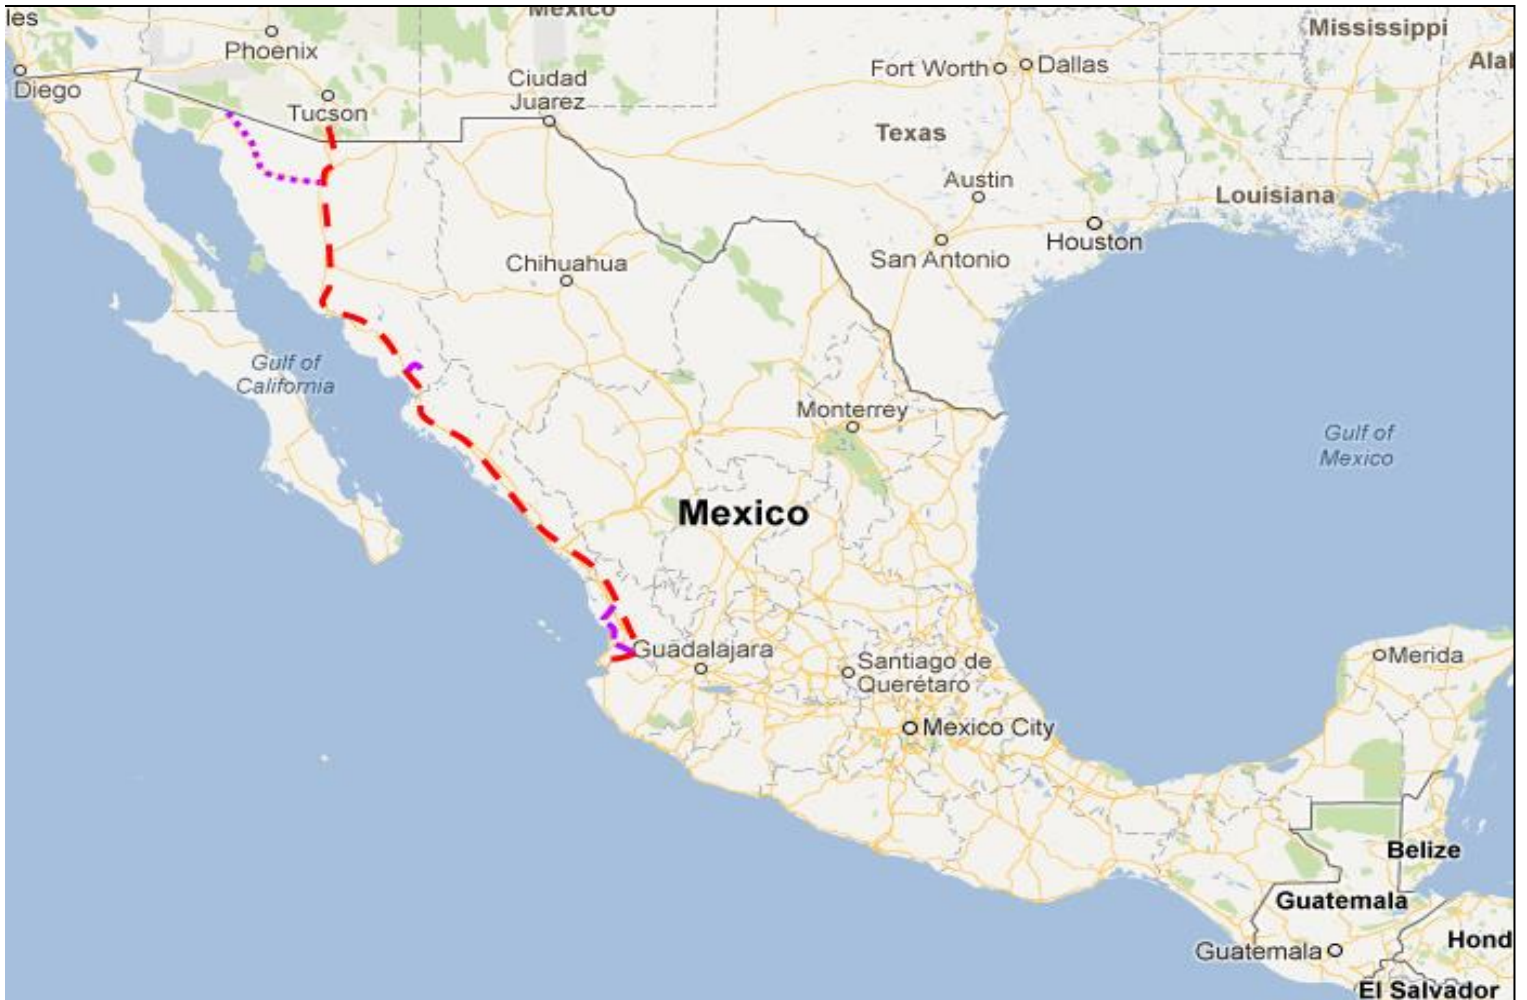 les
Mexico
Mississippi
Phoenix
Fort Worth
Dallas
Alal
Diego
Ciudad
Juarez
Tucson
Texas
Austin
Louisiana
San Antonio
Houston
Chihuahua
Gulf of
California
Monterrey
Gulf of
Mexico
Mexico
Guadalajara
Santiago de
Querétaro
Merida
Mexico City
Belize
Guatemala
Guatemala
Hond
El Salvador